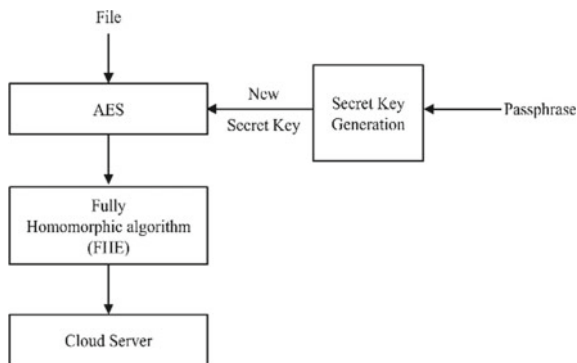 File
AES
New
Secret Key
Secret Key
Generation
Passphrase
Fully
Homomorphic algorithm
(FHE)
Cloud Server